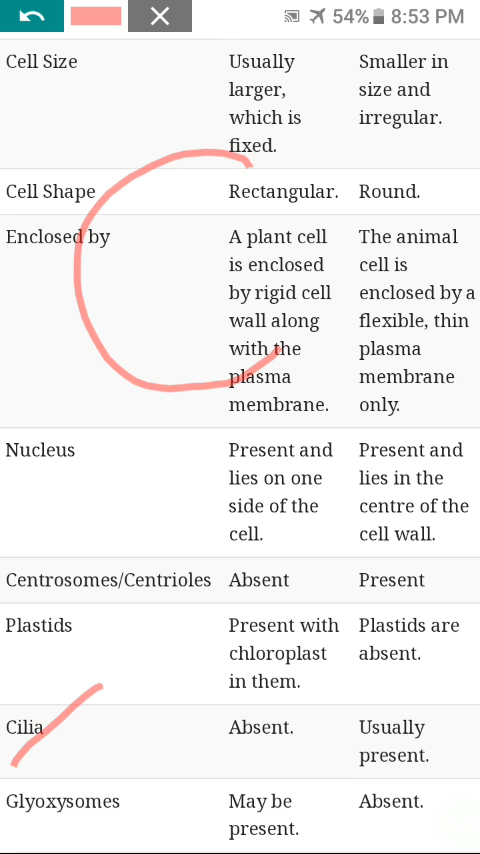 54% 8:53 PM
Cell Size Usually Smaller in
larger, size and
which is irregular.
fixed.
Cell Shape Rectangular. Round.
Enclosed by A plant cell The animal
is enclosed cell is
by rigid cell enclosed by a
wall along flexible, thin
with the plasma
plasma membrane
membrane. only.
Nucleus Present and Present and
lies on one lies in the
side of the centre of the
cell. cell wall.
Centrosomes/Centrioles Absent Present
Plastids Present with Plastids are
chloroplast absent.
in them.
Cilia Absent. Usually
present.
Glyoxysomes May be Absent.
present.